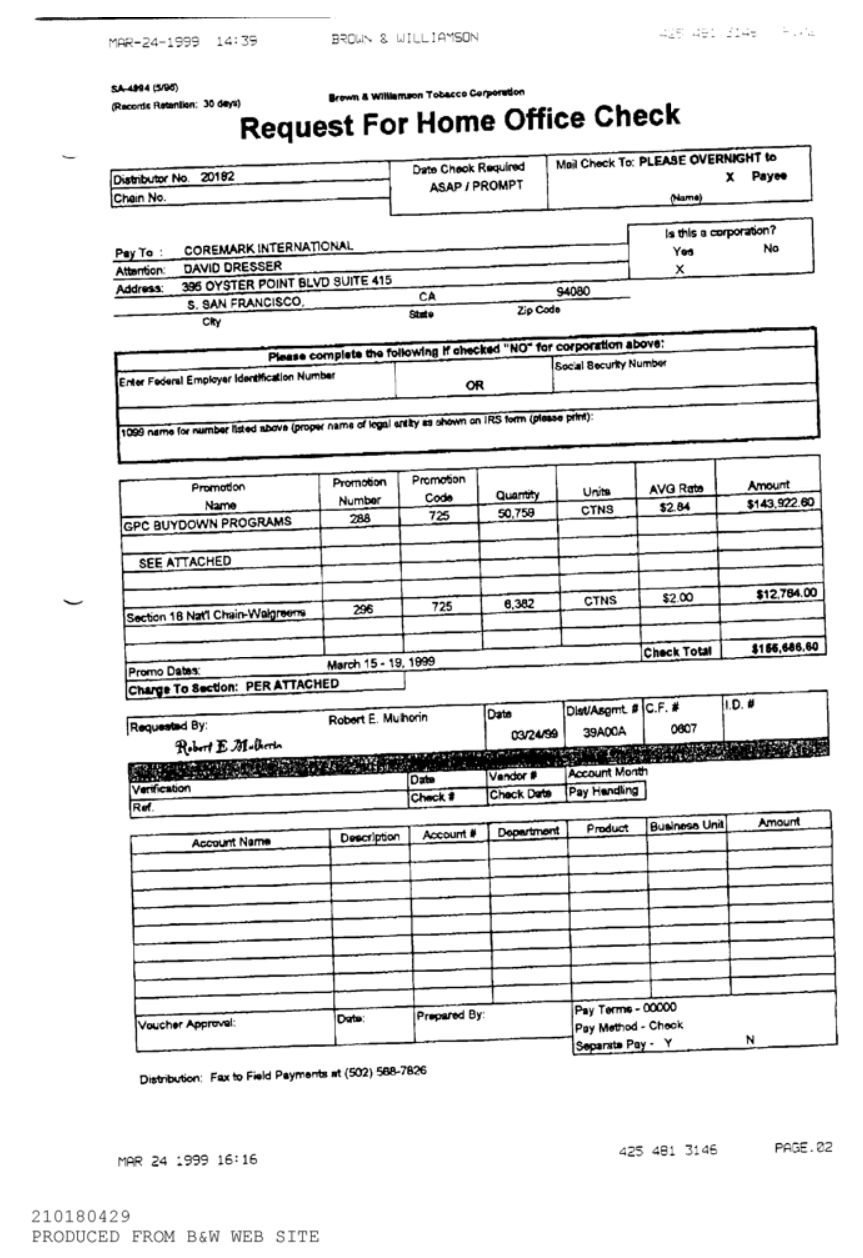 MAR-24-1999 14:39 BROWN & WILLIAMSON 425 481 3146 P.02
SA-4994 (5/95)
(Records Retention: 30 days) Brown & Williamson Tobacco Corporation
Request For Home Office Check
Distributor No. 20182
Chain No.
Date Check Required
ASAP / PROMPT
Mail Check To: PLEASE OVERNIGHT to
X Payee
(Name)
Is this a corporation?
Yes No
X
Pay To : COREMARK INTERNATIONAL
Attention: DAVID DRESSER
Address: 395 OYSTER POINT BLVD SUITE 415
S. SAN FRANCISCO, CA 94080
City State Zip Code
Please complete the following if checked "NO" for corporation above:
Enter Federal Employer Identification Number OR Social Security Number
1099 name for number listed above (proper name of legal entity as shown on IRS form (please print):
Promotion Name Promotion Number Promotion Code Quantity Units AVG Rate Amount
GPC BUYDOWN PROGRAMS 288 725 50,759 CTNS $2.84 $143,922.60
SEE ATTACHED
Section 18 Nat'l Chain-Walgreens 296 725 6,382 CTNS $2.00 $12,764.00
Check Total $156,686.60
Promo Dates: March 15 - 19, 1999
Charge To Section: PER ATTACHED
Requested By: Robert E. Mulhorin
Robert E Mulherin
Date
03/24/99
Dist/Asgmt. #
39A00A
C.F. #
0607
I.D. #
Verification Date Vendor # Account Month
Ref. Check # Check Date Pay Handling
Account Name Description Account # Department Product Business Unit Amount
Voucher Approval: Date: Prepared By:
Pay Terms - 00000
Pay Method - Check
Separate Pay - Y N
Distribution: Fax to Field Payments at (502) 568-7826
MAR 24 1999 16:16 425 481 3146 PAGE.02
210180429
PRODUCED FROM B&W WEB SITE